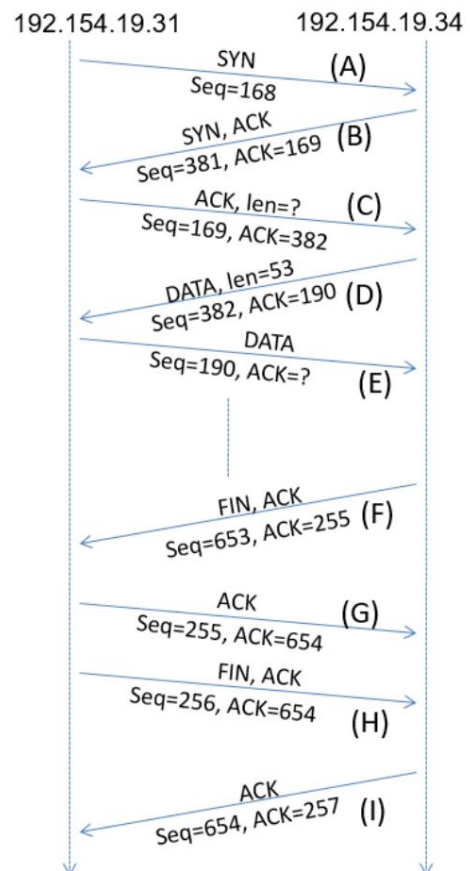 192.154.19.31 192.154.19.34
SYN (A)
Seq=168
SYN, ACK (B)
Seq=381, ACK=169
ACK, len=? (C)
Seq=169, ACK=382
DATA, len=53
Seq=382, ACK=190 (D)
DATA
Seq=190, ACK=? (E)
FIN, ACK
Seq=653, ACK=255 (F)
ACK (G)
Seq=255, ACK=654
FIN, ACK
Seq=256, ACK=654 (H)
ACK
Seq=654, ACK=257 (I)